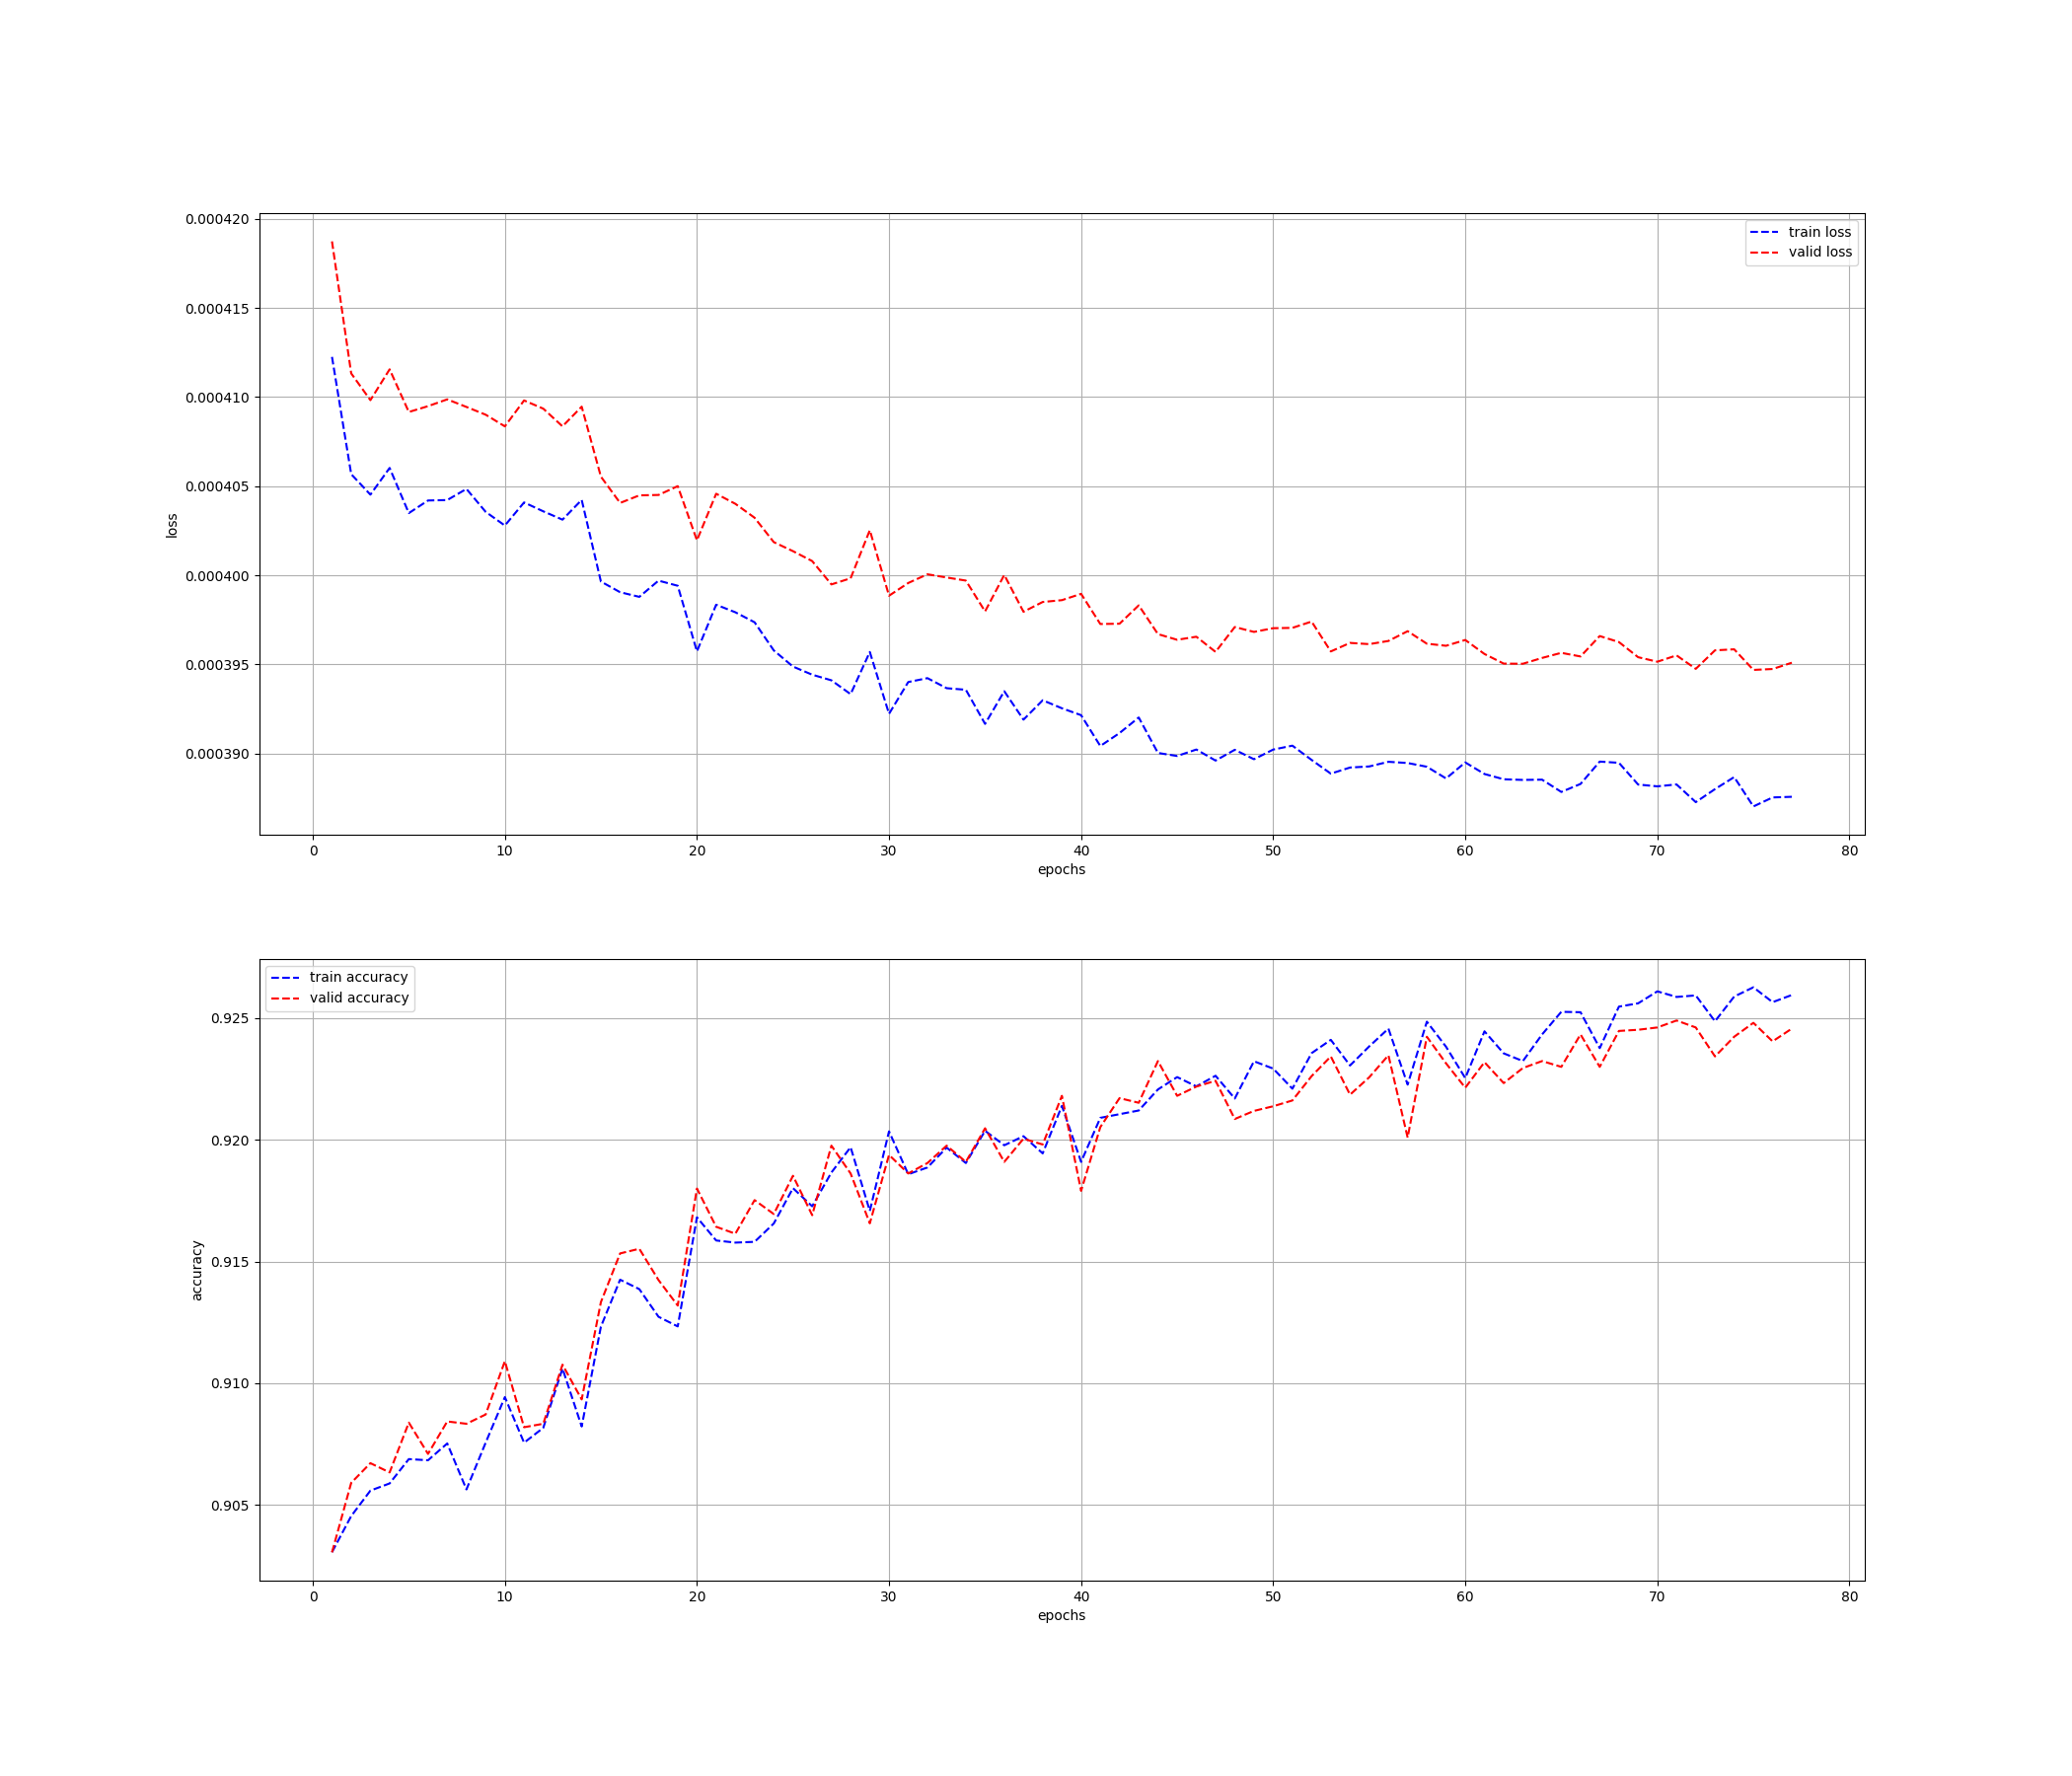 0.000420
0.000415
0.000410
0.000405
0.000400
0.000395
0.000390
loss
train loss
valid loss
0 10 20 30 40 50 60 70 80
epochs
train accuracy
valid accuracy
0.925
0.920
0.915
0.910
0.905
accuracy
0 10 20 30 40 50 60 70 80
epochs